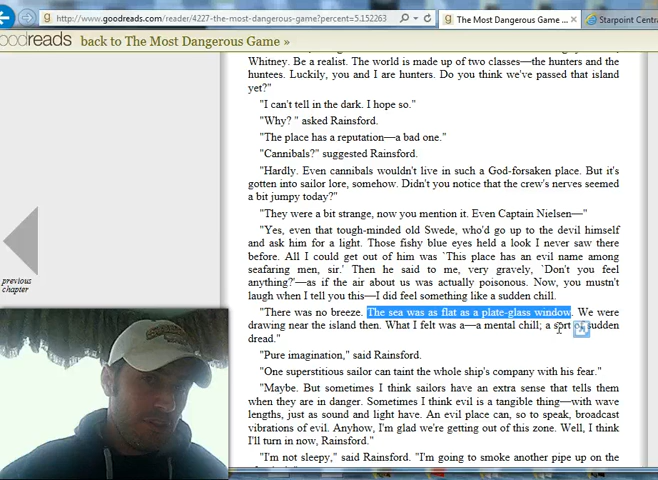 http://www.goodreads.com/reader/4227-the-most-dangerous-game?percent=5.152263
The Most Dangerous Game ...
Starpoint Centra
goodreads back to The Most Dangerous Game »
Whitney. Be a realist. The world is made up of two classes—the hunters and the
huntees. Luckily, you and I are hunters. Do you think we've passed that island
yet?"
"I can't tell in the dark. I hope so."
"Why? " asked Rainsford.
"The place has a reputation—a bad one."
"Cannibals?" suggested Rainsford.
"Hardly. Even cannibals wouldn't live in such a God-forsaken place. But it's
gotten into sailor lore, somehow. Didn't you notice that the crew's nerves seemed
a bit jumpy today?"
"They were a bit strange, now you mention it. Even Captain Nielsen—"
"Yes, even that tough-minded old Swede, who'd go up to the devil himself
and ask him for a light. Those fishy blue eyes held a look I never saw there
before. All I could get out of him was `This place has an evil name among
seafaring men, sir.' Then he said to me, very gravely, `Don't you feel
anything?'—as if the air about us was actually poisonous. Now, you mustn't
laugh when I tell you this—I did feel something like a sudden chill.
previous
chapter
"There was no breeze. The sea was as flat as a plate-glass window. We were
drawing near the island then. What I felt was a—a mental chill; a sort of sudden
dread."
"Pure imagination," said Rainsford.
"One superstitious sailor can taint the whole ship's company with his fear."
"Maybe. But sometimes I think sailors have an extra sense that tells them
when they are in danger. Sometimes I think evil is a tangible thing—with wave
lengths, just as sound and light have. An evil place can, so to speak, broadcast
vibrations of evil. Anyhow, I'm glad we're getting out of this zone. Well, I think
I'll turn in now, Rainsford."
"I'm not sleepy," said Rainsford. "I'm going to smoke another pipe up on the